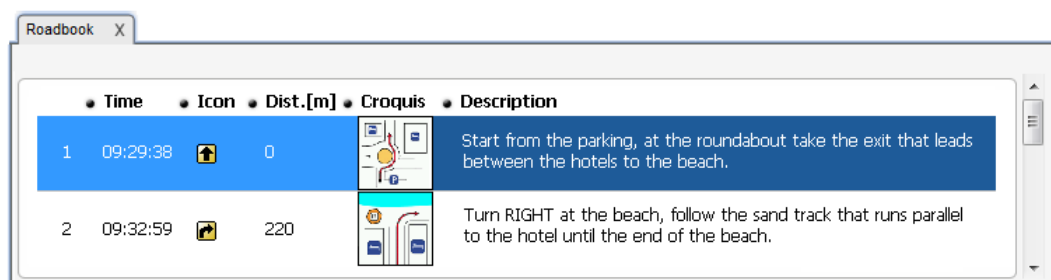 Roadbook X
Time Icon Dist.[m] Croquis Description
1 09:29:38 0 Start from the parking, at the roundabout take the exit that leads
between the hotels to the beach.
2 09:32:59 220 Turn RIGHT at the beach, follow the sand track that runs parallel
to the hotel until the end of the beach.